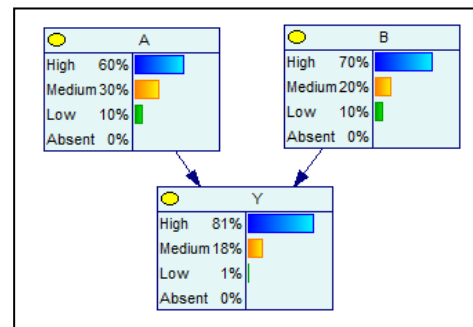 A
High 60%
Medium 30%
Low 10%
Absent 0%
B
High 70%
Medium 20%
Low 10%
Absent 0%
Y
High 81%
Medium 18%
Low 1%
Absent 0%